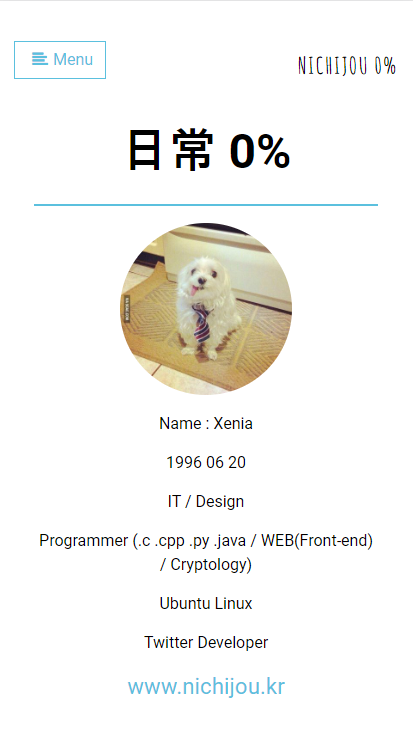 Menu
NICHIJOU 0%
日常 0%
Name : Xenia
1996 06 20
IT / Design
Programmer (.c .cpp .py .java / WEB(Front-end)
/ Cryptology)
Ubuntu Linux
Twitter Developer
www.nichijou.kr